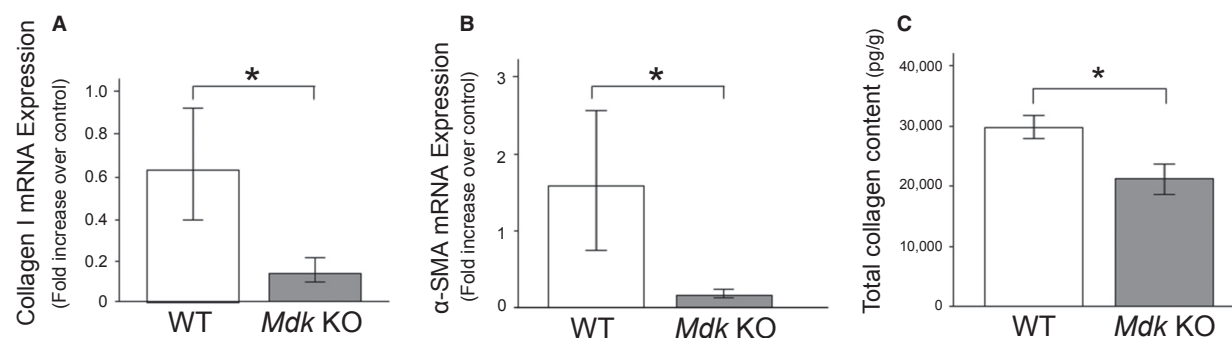 A
Collagen I mRNA Expression
(Fold increase over control)
1.0
0.8
0.6
0.4
0.2
0
*
WT
Mdk KO
B
α-SMA mRNA Expression
(Fold increase over control)
3
2
1
0
*
WT
Mdk KO
C
Total collagen content (pg/g)
40,000
30,000
20,000
10,000
0
*
WT
Mdk KO